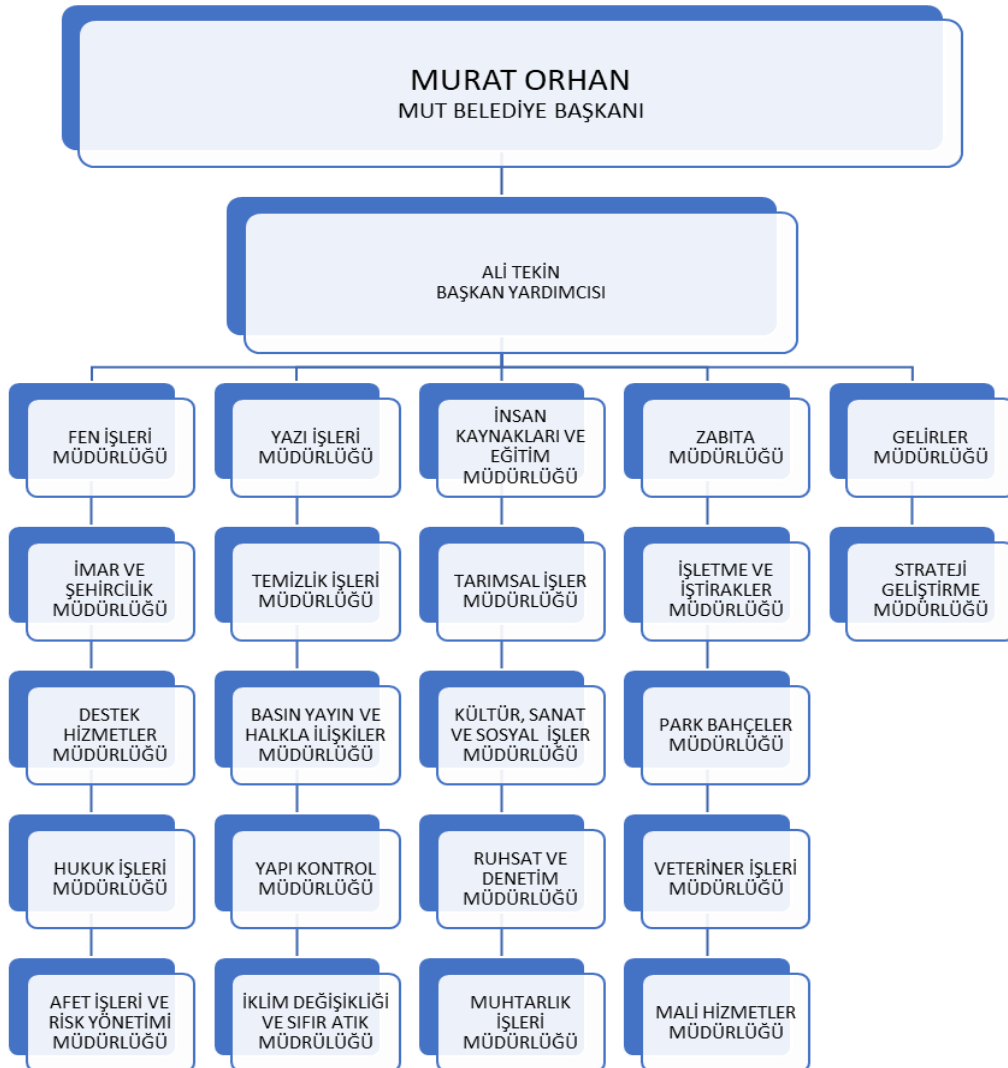 MURAT ORHAN
MUT BELEDİYE BAŞKANI
ALİ TEKİN
BAŞKAN YARDIMCISI
FEN İŞLERİ
MÜDÜRLÜĞÜ
YAZI İŞLERİ
MÜDÜRLÜĞÜ
İNSAN
KAYNAKLARI VE
EĞİTİM
MÜDÜRLÜĞÜ
ZABITA
MÜDÜRLÜĞÜ
GELİRLER
MÜDÜRLÜĞÜ
İMAR VE
ŞEHİRCİLİK
MÜDÜRLÜĞÜ
TEMİZLİK İŞLERİ
MÜDÜRLÜĞÜ
TARIMSAL İŞLER
MÜDÜRLÜĞÜ
İŞLETME VE
İŞTİRAKLER
MÜDÜRLÜĞÜ
STRATEJİ
GELİŞTİRME
MÜDÜRLÜĞÜ
DESTEK
HİZMETLER
MÜDÜRLÜĞÜ
BASIN YAYIN VE
HALKLA İLİŞKİLER
MÜDÜRLÜĞÜ
KÜLTÜR, SANAT
VE SOSYAL İŞLER
MÜDÜRLÜĞÜ
PARK BAHÇELER
MÜDÜRLÜĞÜ
HUKUK İŞLERİ
MÜDÜRLÜĞÜ
YAPI KONTROL
MÜDÜRLÜĞÜ
RUHSAT VE
DENETİM
MÜDÜRLÜĞÜ
VETERİNER İŞLERİ
MÜDÜRLÜĞÜ
AFET İŞLERİ VE
RİSK YÖNETİMİ
MÜDÜRLÜĞÜ
İKLİM DEĞİŞİKLİĞİ
VE SIFIR ATIK
MÜDRÜLÜĞÜ
MUHTARLIK
İŞLERİ
MÜDÜRLÜĞÜ
MALİ HİZMETLER
MÜDÜRLÜĞÜ